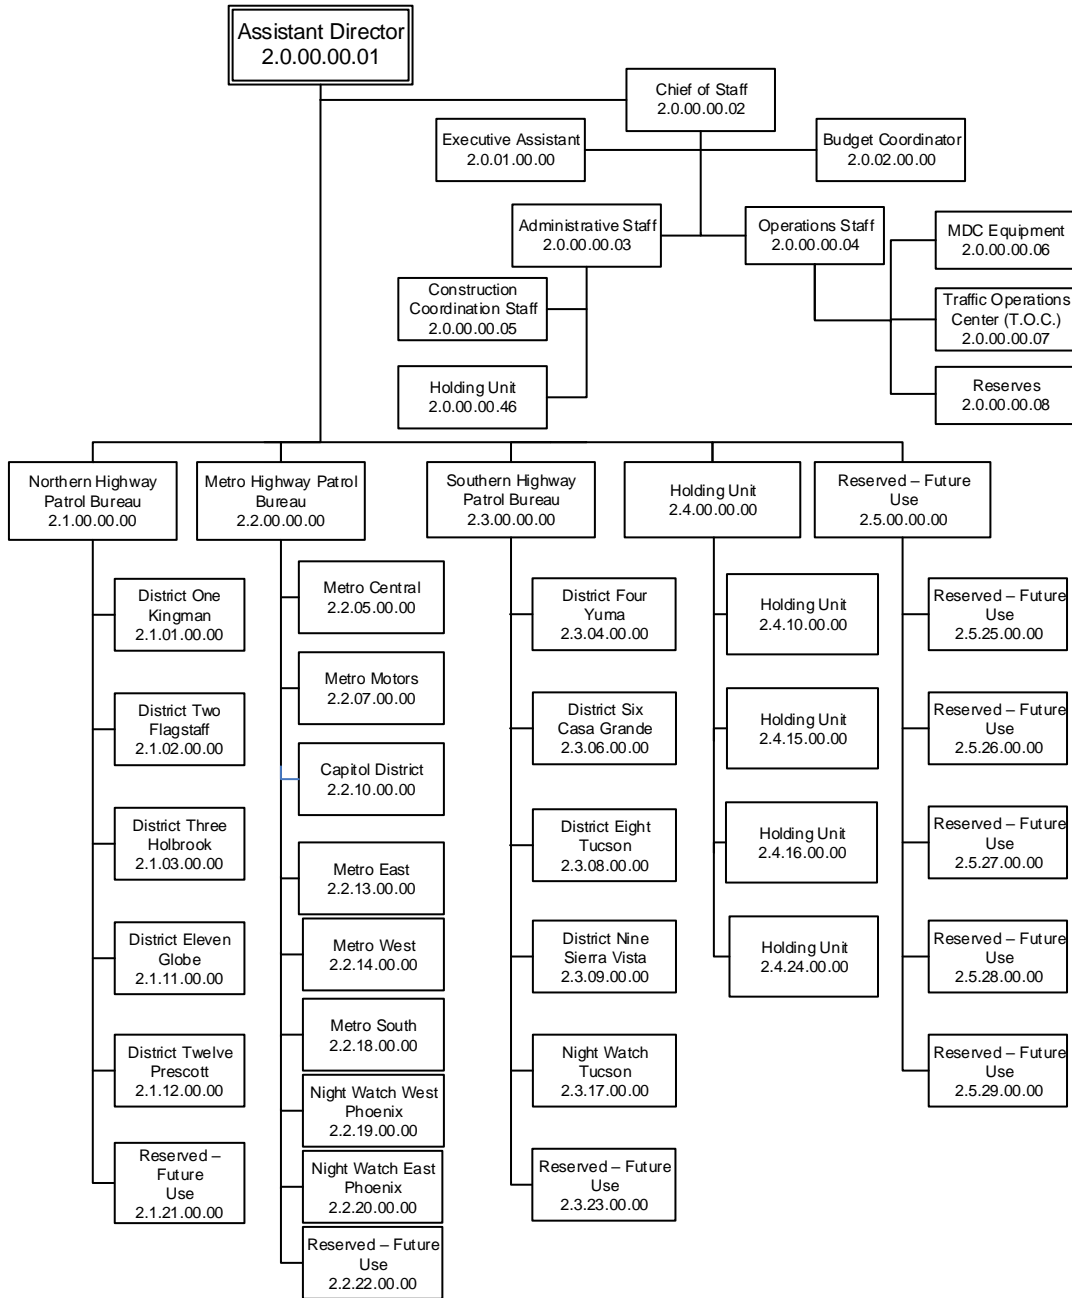 Assistant Director
2.0.00.00.01
Chief of Staff
2.0.00.00.02
Executive Assistant
2.0.01.00.00
Budget Coordinator
2.0.02.00.00
Administrative Staff
2.0.00.00.03
Operations Staff
2.0.00.00.04
MDC Equipment
2.0.00.00.06
Construction
Coordination Staff
2.0.00.00.05
Traffic Operations
Center (T.O.C.)
2.0.00.00.07
Holding Unit
2.0.00.00.46
Reserves
2.0.00.00.08
Northern Highway
Patrol Bureau
2.1.00.00.00
Metro Highway Patrol
Bureau
2.2.00.00.00
Southern Highway
Patrol Bureau
2.3.00.00.00
Holding Unit
2.4.00.00.00
Reserved – Future
Use
2.5.00.00.00
District One
Kingman
2.1.01.00.00
District Two
Flagstaff
2.1.02.00.00
District Three
Holbrook
2.1.03.00.00
District Eleven
Globe
2.1.11.00.00
District Twelve
Prescott
2.1.12.00.00
Reserved –
Future
Use
2.1.21.00.00
Metro Central
2.2.05.00.00
Metro Motors
2.2.07.00.00
Capitol District
2.2.10.00.00
Metro East
2.2.13.00.00
Metro West
2.2.14.00.00
Metro South
2.2.18.00.00
Night Watch West
Phoenix
2.2.19.00.00
Night Watch East
Phoenix
2.2.20.00.00
Reserved – Future
Use
2.2.22.00.00
District Four
Yuma
2.3.04.00.00
District Six
Casa Grande
2.3.06.00.00
District Eight
Tucson
2.3.08.00.00
District Nine
Sierra Vista
2.3.09.00.00
Night Watch
Tucson
2.3.17.00.00
Reserved – Future
Use
2.3.23.00.00
Holding Unit
2.4.10.00.00
Holding Unit
2.4.15.00.00
Holding Unit
2.4.16.00.00
Holding Unit
2.4.24.00.00
Reserved – Future
Use
2.5.25.00.00
Reserved – Future
Use
2.5.26.00.00
Reserved – Future
Use
2.5.27.00.00
Reserved – Future
Use
2.5.28.00.00
Reserved – Future
Use
2.5.29.00.00